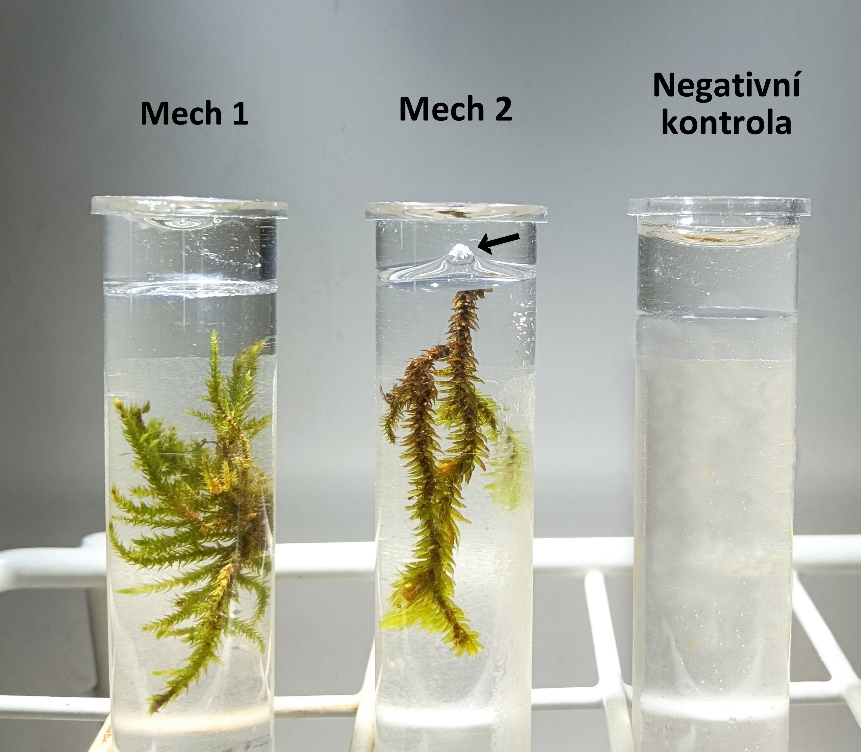 Mech 1
Mech 2
Negativní
kontrola